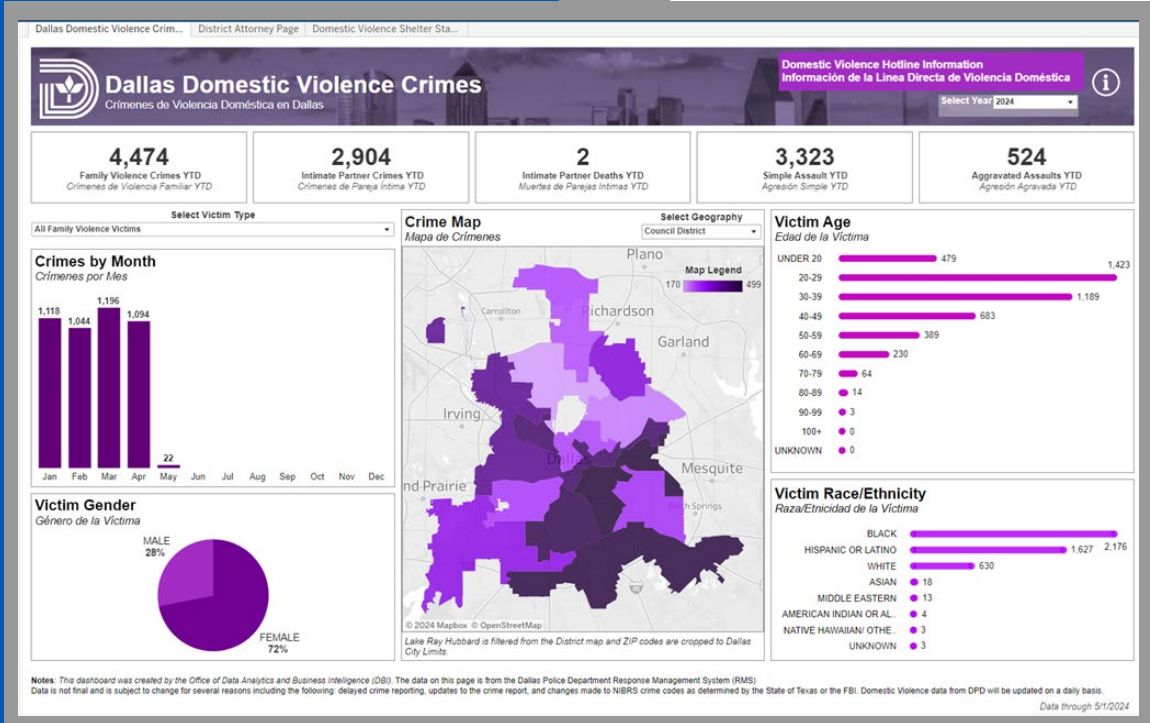 Dallas Domestic Violence Crim...
District Attorney Page
Domestic Violence Shelter Sta...
Dallas Domestic Violence Crimes
Crímenes de Violencia Doméstica en Dallas
Domestic Violence Hotline Information
Información de la Linea Directa de Violencia Doméstica
i
Select Year 2024
4,474
Family Violence Crimes YTD
Crímenes de Violencia Familiar YTD
2,904
Intimate Partner Crimes YTD
Crímenes de Pareja Íntima YTD
2
Intimate Partner Deaths YTD
Muertes de Parejas Intimas YTD
3,323
Simple Assault YTD
Agresión Simple YTD
524
Aggravated Assaults YTD
Agresión Agravada YTD
Select Victim Type
All Family Violence Victims
Crimes by Month
Crímenes por Mes
1,118
1,044
1,196
1,094
22
Jan Feb Mar Apr May Jun Jul Aug Sep Oct Nov Dec
Victim Gender
Género de la Víctima
MALE
28%
FEMALE
72%
Crime Map
Mapa de Crímenes
Select Geography
Council District
Map Legend
170 499
Plano
Carrollton
Richardson
Garland
Irving
Dallas
Mesquite
nd Prairie
Springs
© 2024 Mapbox © OpenStreetMap
Lake Ray Hubbard is filtered from the District map and ZIP codes are cropped to Dallas
City Limits.
Victim Age
Edad de la Víctima
UNDER 20 479
20-29 1,423
30-39 1,189
40-49 683
50-59 389
60-69 230
70-79 64
80-89 14
90-99 3
100+ 0
UNKNOWN 0
Victim Race/Ethnicity
Raza/Etnicidad de la Víctima
BLACK 2,176
HISPANIC OR LATINO 1,627
WHITE 630
ASIAN 18
MIDDLE EASTERN 13
AMERICAN INDIAN OR AL.. 4
NATIVE HAWAIIAN/ OTHE.. 3
UNKNOWN 3
Notes: This dashboard was created by the Office of Data Analytics and Business Intelligence (DBI). The data on this page is from the Dallas Police Department Response Management System (RMS)
Data is not final and is subject to change for several reasons including the following: delayed crime reporting, updates to the crime report, and changes made to NIBRS crime codes as determined by the State of Texas or the FBI. Domestic Violence data from DPD will be updated on a daily basis.
Data through 5/1/2024